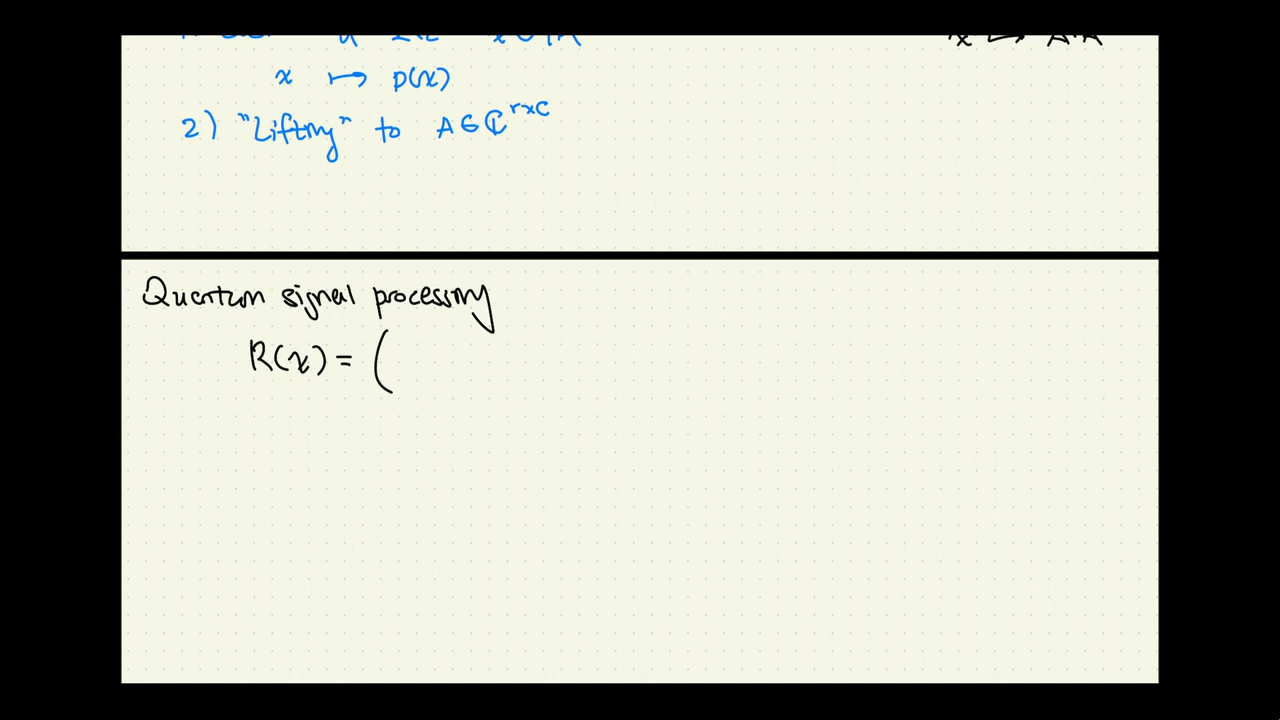 x ↦ p(x)
2) "Lifting" to A ∈ ℂ^{r×c}
Quantum signal processing
R(x) = (